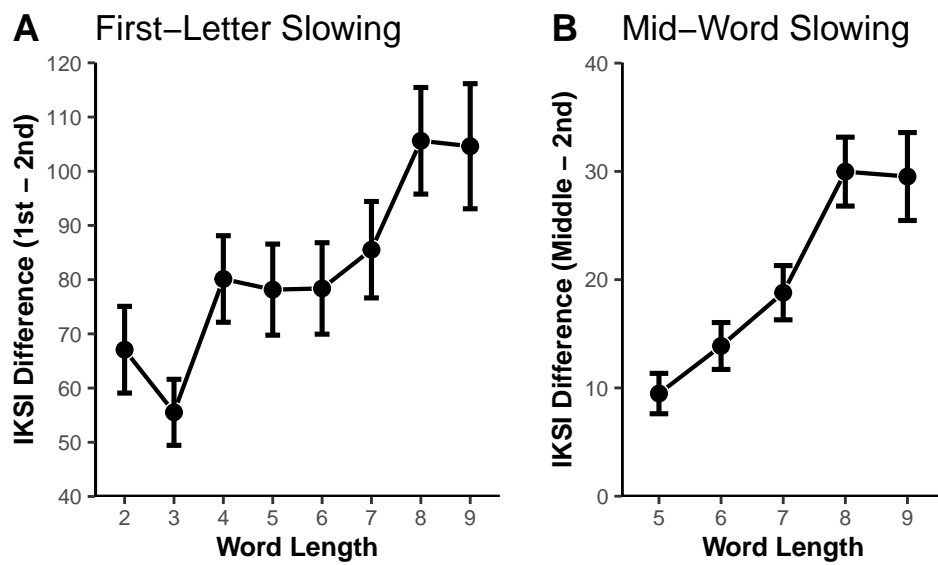 A First−Letter Slowing
IKSI Difference (1st − 2nd)
120
110
100
90
80
70
60
50
40
2 3 4 5 6 7 8 9
Word Length
B Mid−Word Slowing
IKSI Difference (Middle − 2nd)
40
30
20
10
0
5 6 7 8 9
Word Length